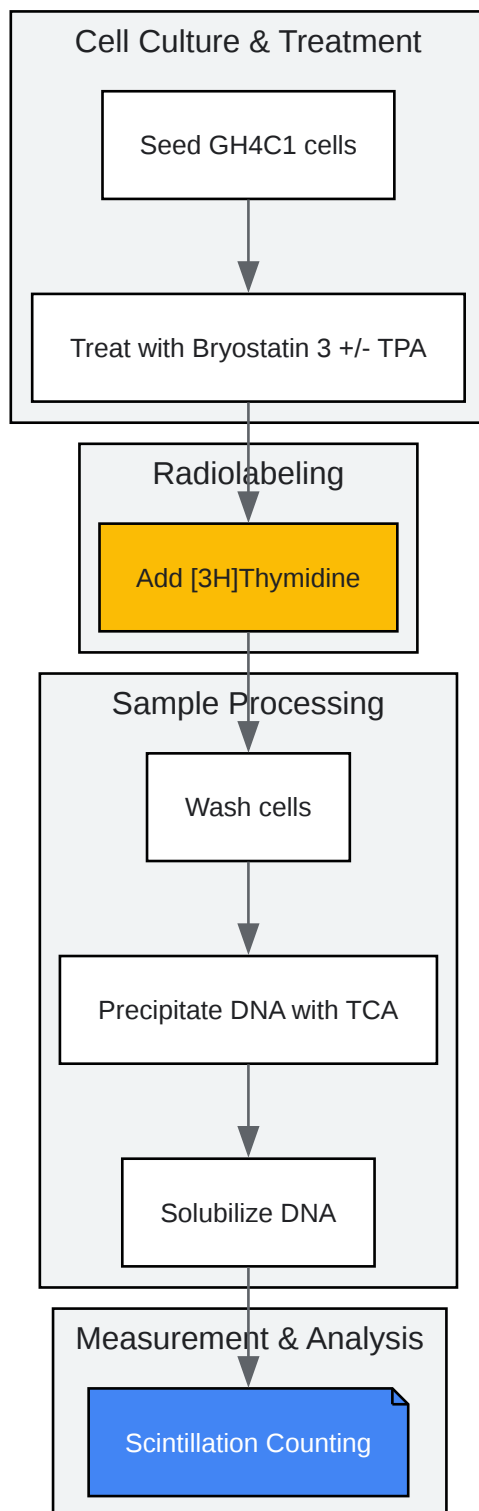 Cell Culture & Treatment
Seed GH4C1 cells
Treat with Bryostatin 3 +/- TPA
Radiolabeling
Add [3H]Thymidine
Sample Processing
Wash cells
Precipitate DNA with TCA
Solubilize DNA
Measurement & Analysis
Scintillation Counting